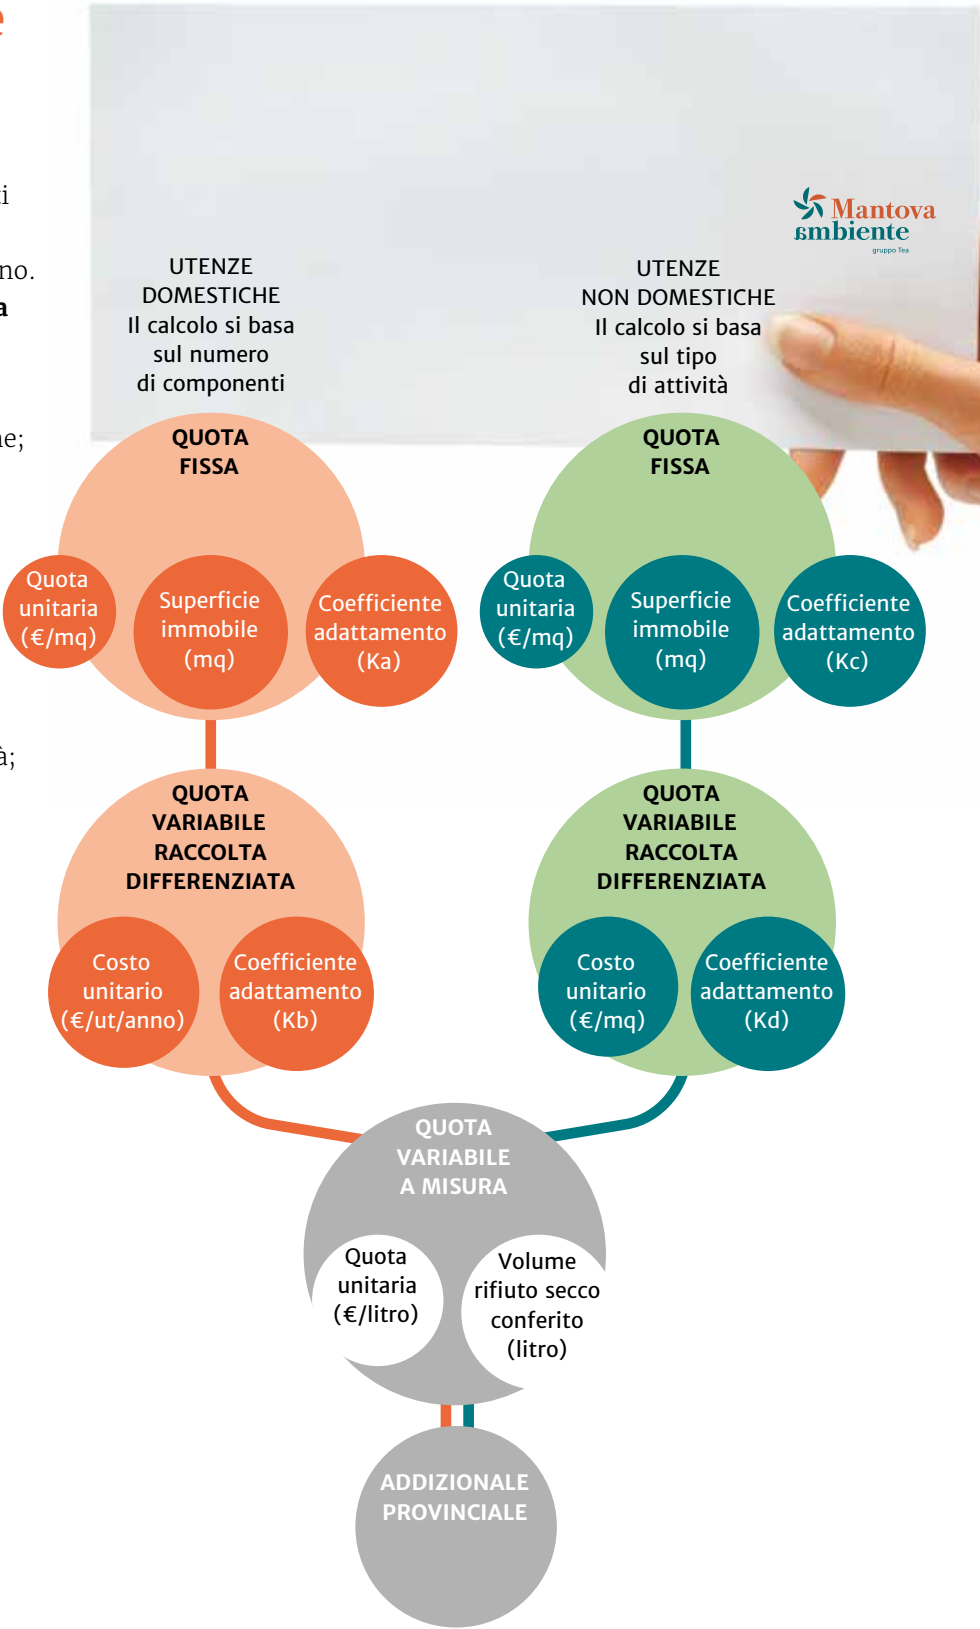 e
ti
no.
a
ne;
à;
Mantova
ambiente
gruppo Tea
UTENZE
DOMESTICHE
Il calcolo si basa
sul numero
di componenti
UTENZE
NON DOMESTICHE
Il calcolo si basa
sul tipo
di attività
QUOTA
FISSA
Quota
unitaria
(€/mq)
Superficie
immobile
(mq)
Coefficiente
adattamento
(Ka)
QUOTA
FISSA
Quota
unitaria
(€/mq)
Superficie
immobile
(mq)
Coefficiente
adattamento
(Kc)
QUOTA
VARIABILE
RACCOLTA
DIFFERENZIATA
Costo
unitario
(€/ut/anno)
Coefficiente
adattamento
(Kb)
QUOTA
VARIABILE
RACCOLTA
DIFFERENZIATA
Costo
unitario
(€/mq)
Coefficiente
adattamento
(Kd)
QUOTA
VARIABILE
A MISURA
Quota
unitaria
(€/litro)
Volume
rifiuto secco
conferito
(litro)
ADDIZIONALE
PROVINCIALE